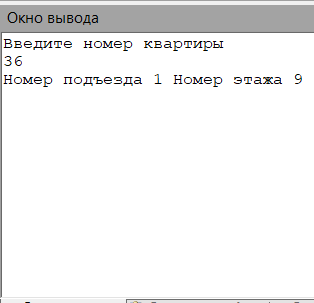 Окно вывода
Введите номер квартиры
36
Номер подъезда 1 Номер этажа 9